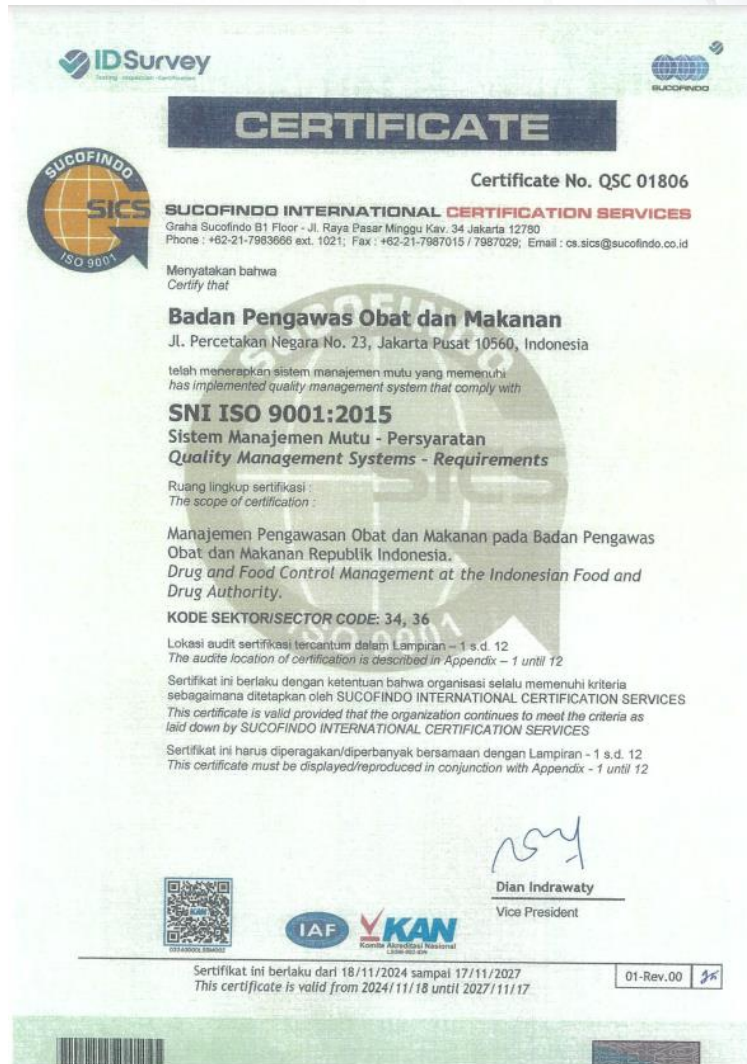 IDSurvey
Testing - Inspection - Certification
SUCOFINDO
CERTIFICATE
SUCOFINDO
SICS
ISO 9001
Certificate No. QSC 01806
SUCOFINDO INTERNATIONAL CERTIFICATION SERVICES
Graha Sucofindo B1 Floor - Jl. Raya Pasar Minggu Kav. 34 Jakarta 12780
Phone : +62-21-7983666 ext. 1021; Fax : +62-21-7987015 / 7987029; Email : cs.sics@sucofindo.co.id
Menyatakan bahwa
Certify that
Badan Pengawas Obat dan Makanan
Jl. Percetakan Negara No. 23, Jakarta Pusat 10560, Indonesia
telah menerapkan sistem manajemen mutu yang memenuhi
has implemented quality management system that comply with
SNI ISO 9001:2015
Sistem Manajemen Mutu - Persyaratan
Quality Management Systems - Requirements
Ruang lingkup sertifikasi :
The scope of certification :
Manajemen Pengawasan Obat dan Makanan pada Badan Pengawas
Obat dan Makanan Republik Indonesia.
Drug and Food Control Management at the Indonesian Food and
Drug Authority.
KODE SEKTOR/SECTOR CODE: 34, 36
Lokasi audit sertifikasi tercantum dalam Lampiran – 1 s.d. 12
The audite location of certification is described in Appendix – 1 until 12
Sertifikat ini berlaku dengan ketentuan bahwa organisasi selalu memenuhi kriteria
sebagaimana ditetapkan oleh SUCOFINDO INTERNATIONAL CERTIFICATION SERVICES
This certificate is valid provided that the organization continues to meet the criteria as
laid down by SUCOFINDO INTERNATIONAL CERTIFICATION SERVICES
Sertifikat ini harus diperagakan/diperbanyak bersamaan dengan Lampiran - 1 s.d. 12
This certificate must be displayed/reproduced in conjunction with Appendix - 1 until 12
Dian Indrawaty
Vice President
IAF
KAN
Komite Akreditasi Nasional
Sertifikat ini berlaku dari 18/11/2024 sampai 17/11/2027
This certificate is valid from 2024/11/18 until 2027/11/17
01-Rev.00